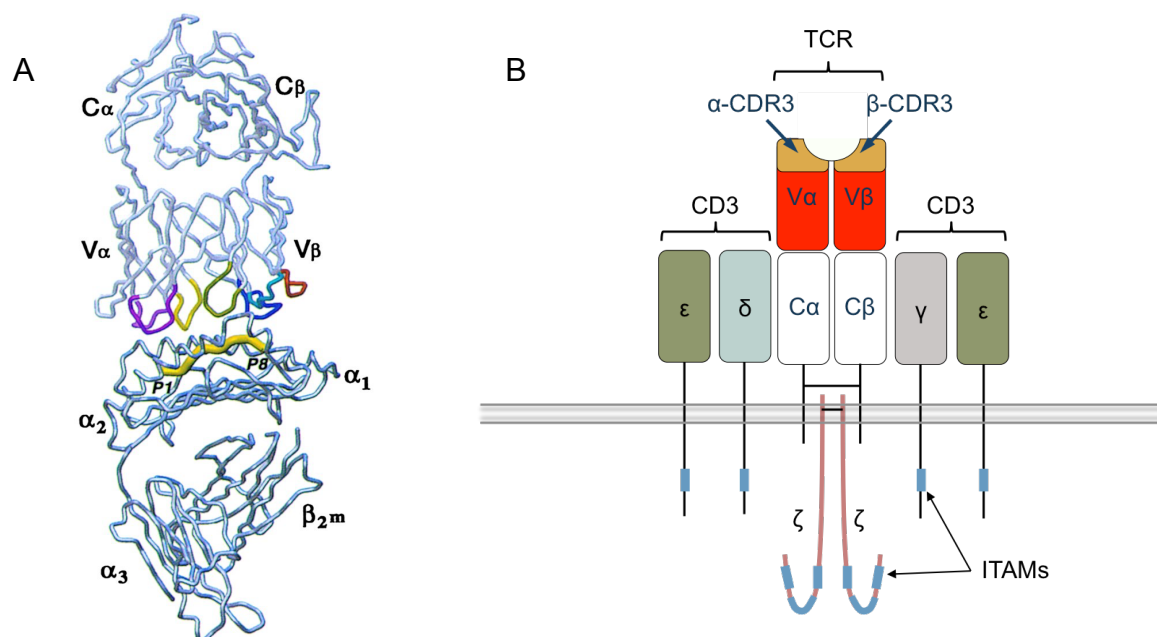 A
Cα
Cβ
Vα
Vβ
P1
P8
α1
α2
β2m
α3
B
TCR
α-CDR3
β-CDR3
CD3
Vα
Vβ
CD3
ε
δ
Cα
Cβ
γ
ε
ζ
ζ
ITAMs